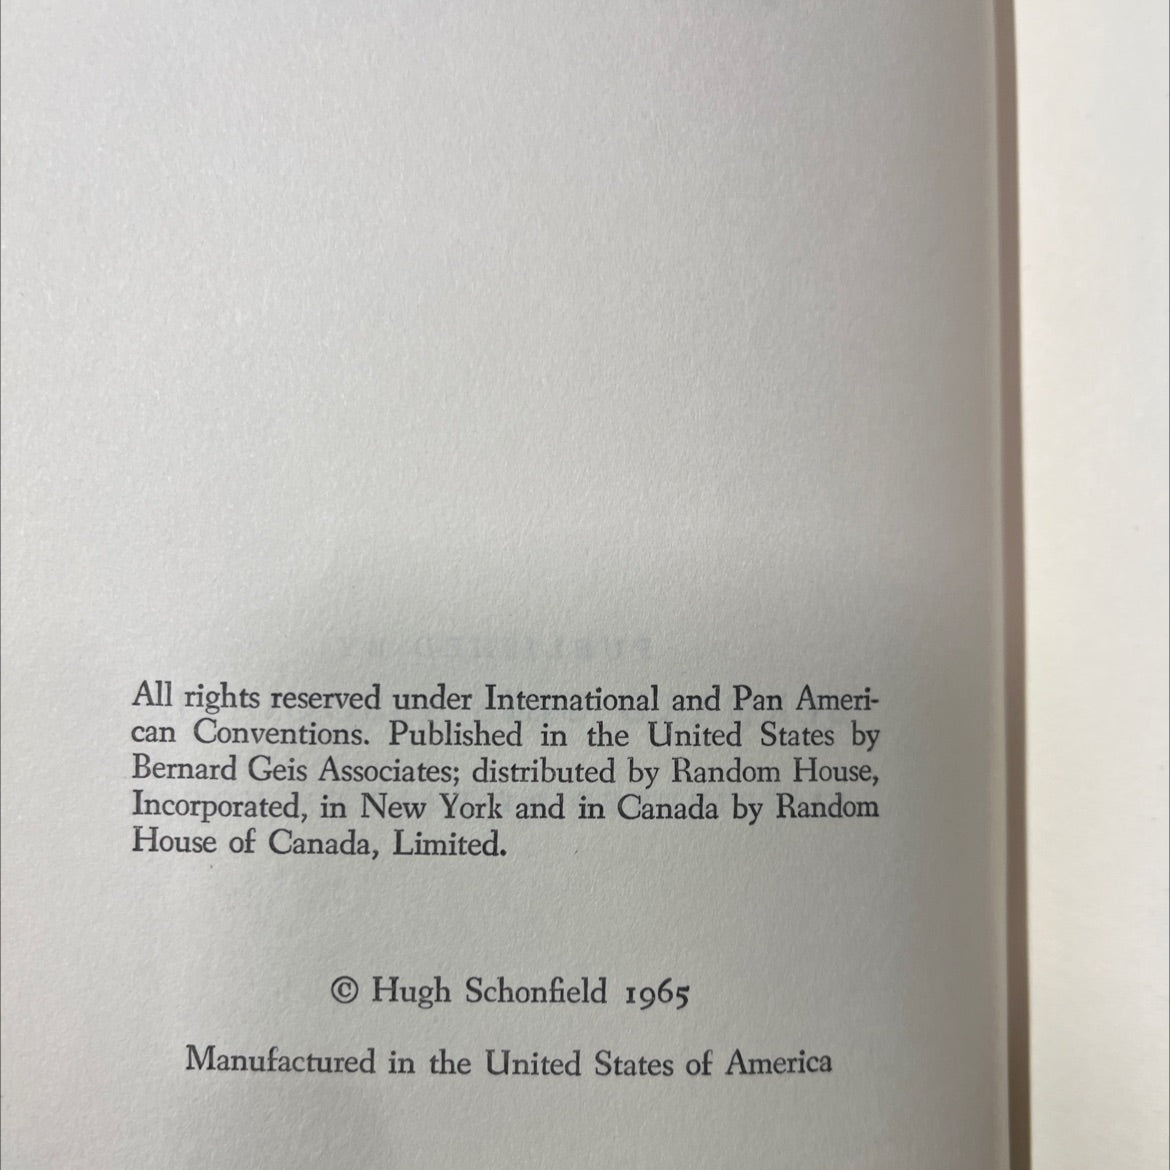 All rights reserved under International and Pan Ameri-
can Conventions. Published in the United States by
Bernard Geis Associates; distributed by Random House,
Incorporated, in New York and in Canada by Random
House of Canada, Limited.
© Hugh Schonfield 1965
Manufactured in the United States of America